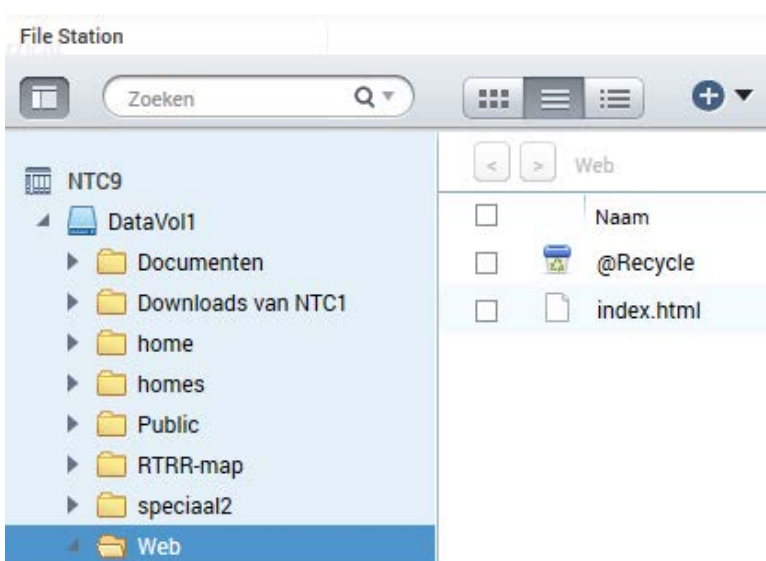 File Station
Zoeken
NTC9
DataVol1
Documenten
Downloads van NTC1
home
homes
Public
RTRR-map
speciaal2
Web
< > Web
Naam
@Recycle
index.html